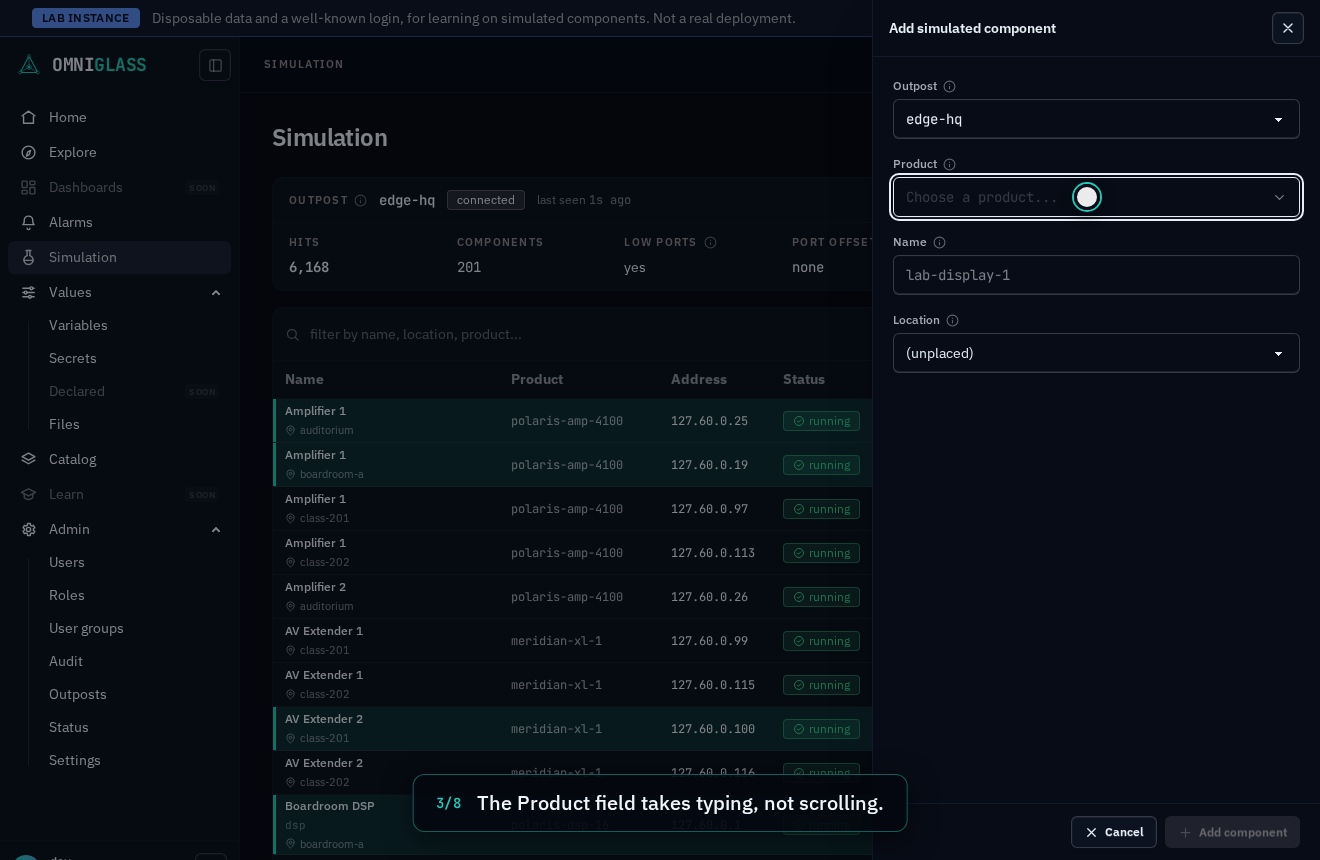 LAB INSTANCE Disposable data and a well-known login, for learning on simulated components. Not a real deployment.
OMNIGLASS
Home
Explore
Dashboards SOON
Alarms
Simulation
Values
Variables
Secrets
Declared SOON
Files
Catalog
Learn SOON
Admin
Users
Roles
User groups
Audit
Outposts
Status
Settings
SIMULATION
Simulation
OUTPOST edge-hq connected last seen 1s ago
HITS COMPONENTS LOW PORTS PORT OFFSET
6,168 201 yes none
filter by name, location, product...
Name Product Address Status
Amplifier 1 polaris-amp-4100 127.60.0.25 running
auditorium
Amplifier 1 polaris-amp-4100 127.60.0.19 running
boardroom-a
Amplifier 1 polaris-amp-4100 127.60.0.97 running
class-201
Amplifier 1 polaris-amp-4100 127.60.0.113 running
class-202
Amplifier 2 polaris-amp-4100 127.60.0.26 running
auditorium
AV Extender 1 meridian-xl-1 127.60.0.99 running
class-201
AV Extender 1 meridian-xl-1 127.60.0.115 running
class-202
AV Extender 2 meridian-xl-1 127.60.0.100 running
class-201
AV Extender 2 meridian-xl-1 127.60.0.116 running
class-202
Boardroom DSP
dsp
boardroom-a
3/8 The Product field takes typing, not scrolling.
Add simulated component
Outpost
edge-hq
Product
Choose a product...
Name
lab-display-1
Location
(unplaced)
Cancel Add component